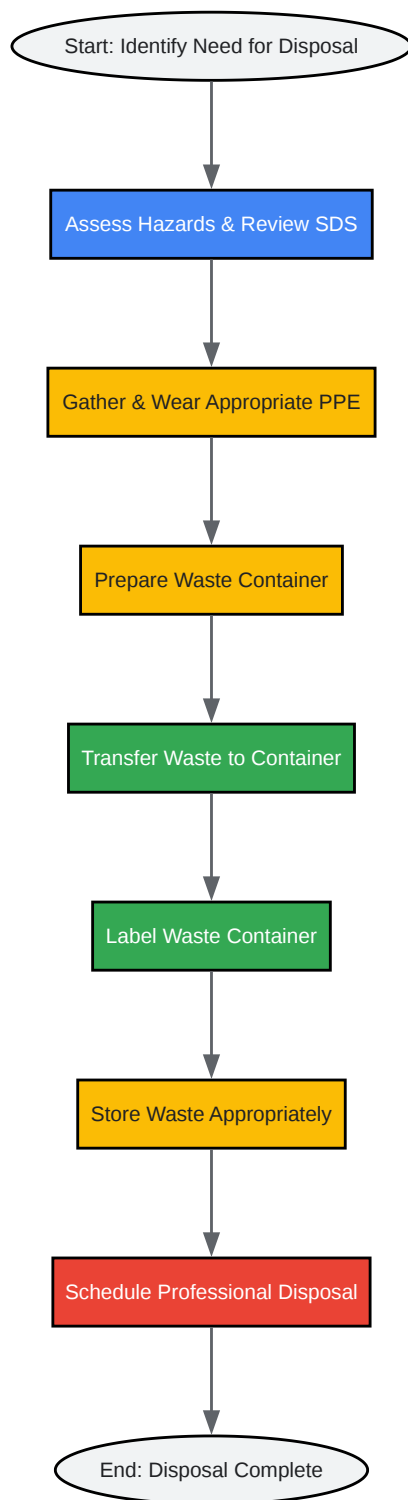 Start: Identify Need for Disposal
Assess Hazards & Review SDS
Gather & Wear Appropriate PPE
Prepare Waste Container
Transfer Waste to Container
Label Waste Container
Store Waste Appropriately
Schedule Professional Disposal
End: Disposal Complete